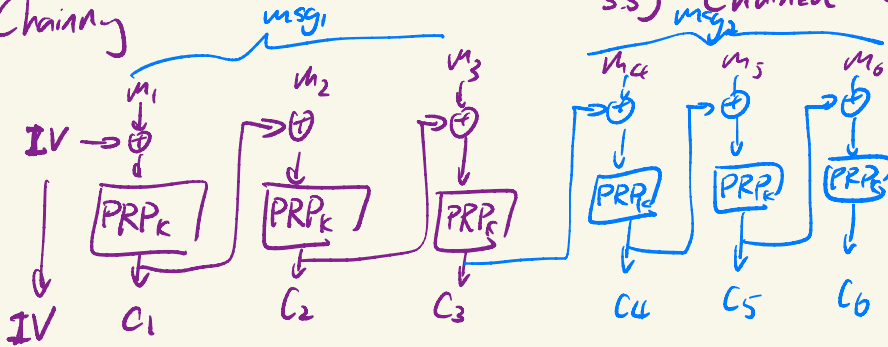 Chaining msg₁ Chained
msg₂
m₁ m₂ m₃ m₄ m₅ m₆
IV
PRPₖ PRPₖ PRPₖ PRPₖ PRPₖ PRPₖ
IV C₁ C₂ C₃ C₄ C₅ C₆